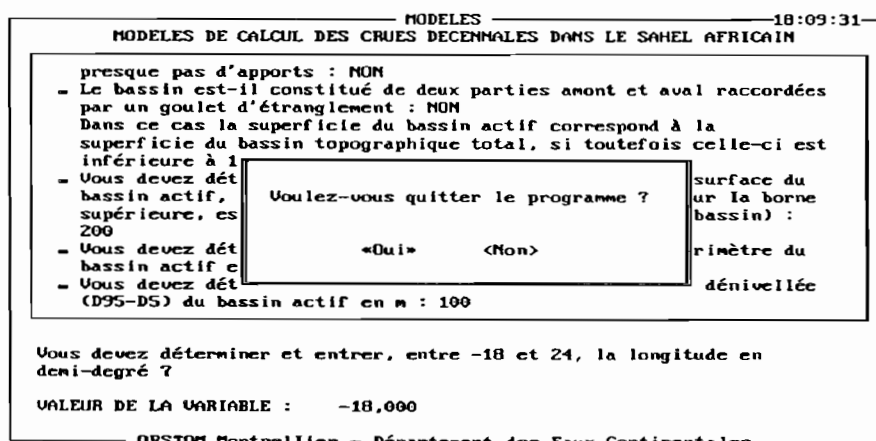 MODELES 18:09:31
MODELES DE CALCUL DES CRUES DECENNALES DANS LE SAHEL AFRICAIN
presque pas d'apports : NON
- Le bassin est-il constitué de deux parties amont et aval raccordées
par un goulet d'étranglement : NON
Dans ce cas la superficie du bassin actif correspond à la
superficie du bassin topographique total, si toutefois celle-ci est
inférieure à 1
- Vous devez dét surface du
bassin actif, ur la borne
supérieure, es bassin) :
200
- Vous devez dét rimètre du
bassin actif e
- Vous devez dét dénivellée
(D95-D5) du bassin actif en m : 100
Voulez-vous quitter le programme ?
«Oui» <Non>
Vous devez déterminer et entrer, entre -18 et 24, la longitude en
demi-degré ?
VALEUR DE LA VARIABLE : -18,000
ORSTOM Montpellier - Département des Eaux Continentales